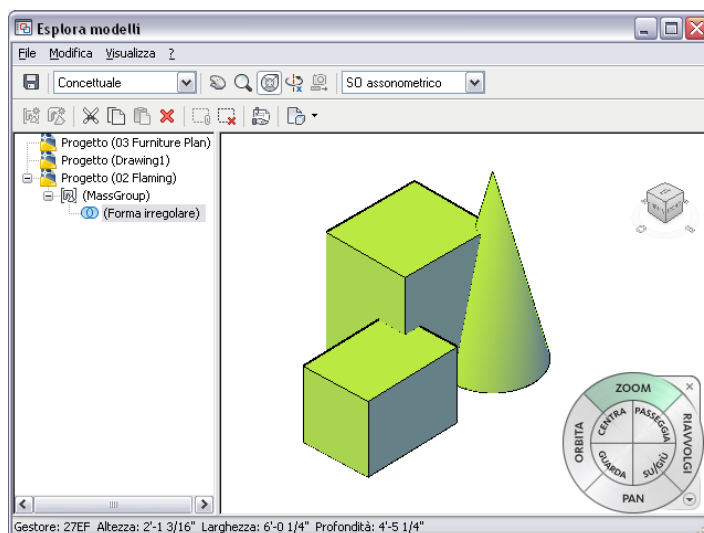 Esplora modelli
File Modifica Visualizza ?
Concettuale SO assonometrico
Progetto (03 Furniture Plan)
Progetto (Drawing1)
Progetto (02 Flaming)
(MassGroup)
(Forma irregolare)
ZOOM
CENTRA PASSEGGIA
ORBITA RIAVVOLGI
GUARDA SU/GIÙ
PAN
Gestore: 27EF Altezza: 2'-1 3/16" Larghezza: 6'-0 1/4" Profondità: 4'-5 1/4"